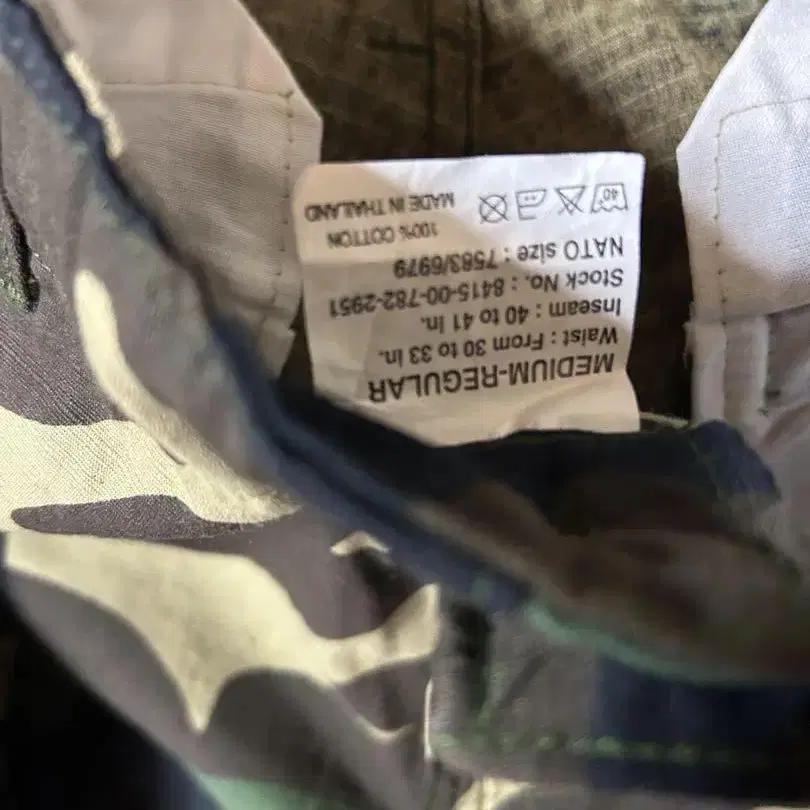 MEDIUM-REGULAR
Waist : From 30 to 33 in.
Inseam : 40 to 41 in.
Stock No. : 8415-00-782-2951
NATO size : 7583/6979
100% COTTON
40
MADE IN THAILAND